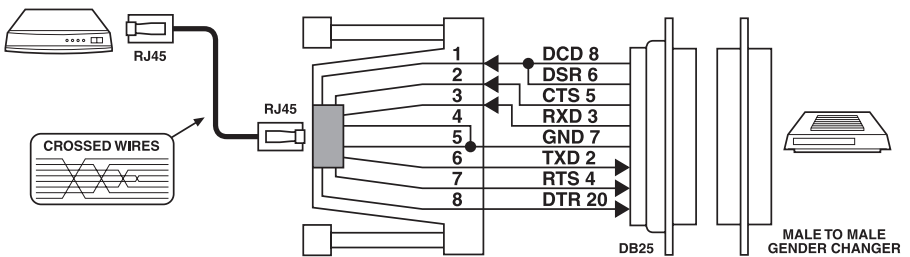 RJ45
RJ45
CROSSED WIRES
1 DCD 8
2 DSR 6
3 CTS 5
4 RXD 3
5 GND 7
6 TXD 2
7 RTS 4
8 DTR 20
DB25
MALE TO MALE
GENDER CHANGER